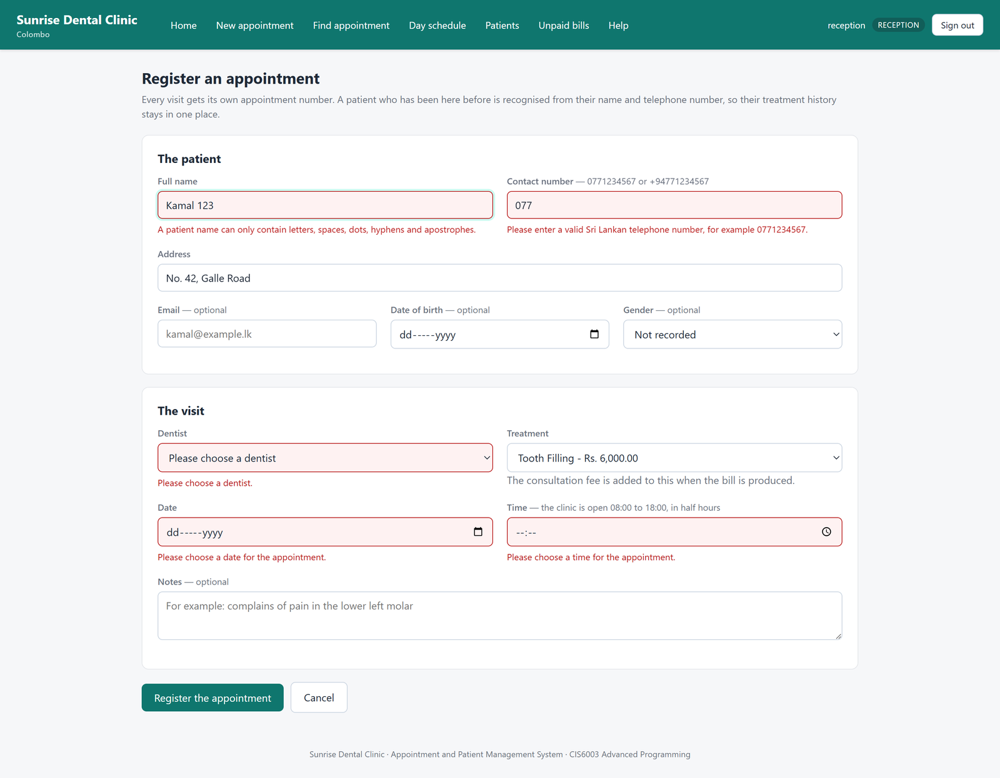 Sunrise Dental Clinic
Colombo
Home
New appointment
Find appointment
Day schedule
Patients
Unpaid bills
Help
reception
RECEPTION
Sign out
Register an appointment
Every visit gets its own appointment number. A patient who has been here before is recognised from their name and telephone number, so their treatment history
stays in one place.
The patient
Full name
Contact number — 0771234567 or +94771234567
Kamal 123
077
A patient name can only contain letters, spaces, dots, hyphens and apostrophes.
Please enter a valid Sri Lankan telephone number, for example 0771234567.
Address
No. 42, Galle Road
Email — optional
Date of birth — optional
Gender — optional
kamal@example.lk
dd-----yyyy
Not recorded
The visit
Dentist
Treatment
Please choose a dentist
Tooth Filling - Rs. 6,000.00
Please choose a dentist.
The consultation fee is added to this when the bill is produced.
Date
Time — the clinic is open 08:00 to 18:00, in half hours
dd-----yyyy
--:--
Please choose a date for the appointment.
Please choose a time for the appointment.
Notes — optional
For example: complains of pain in the lower left molar
Register the appointment
Cancel
Sunrise Dental Clinic · Appointment and Patient Management System · CIS6003 Advanced Programming